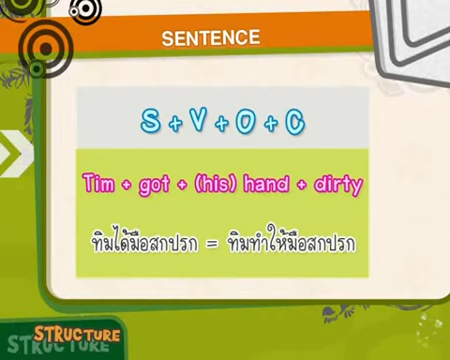 SENTENCE
S + V + O + C
Tim + got + (his) hand + dirty
ทิมได้มือสกปรก = ทิมทำให้มือสกปรก
STRUCTURE
STRUCTURE